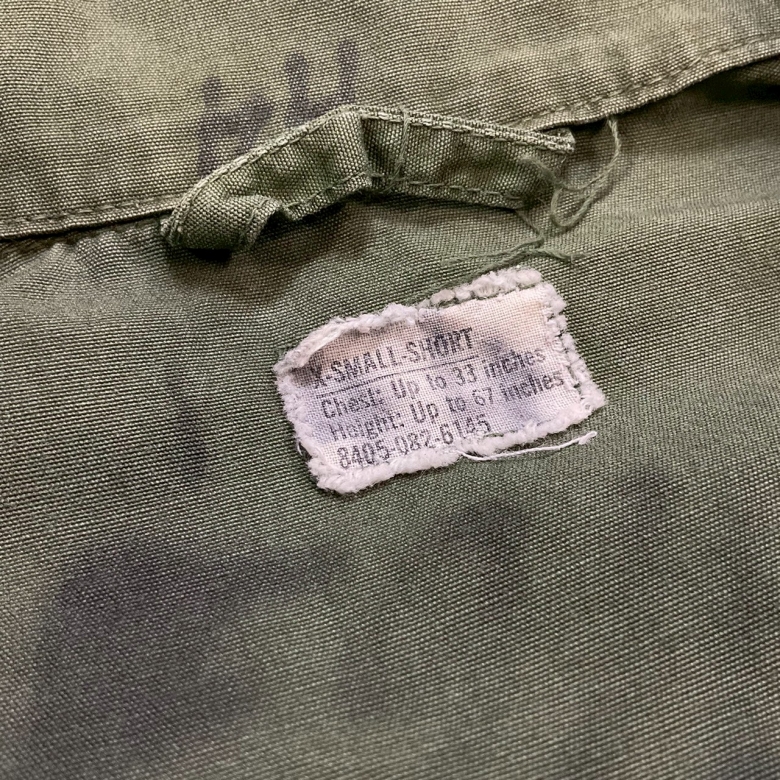 X-SMALL-SHORT
Chest: Up to 33 inches
Height: Up to 67 inches
8405-082-6145